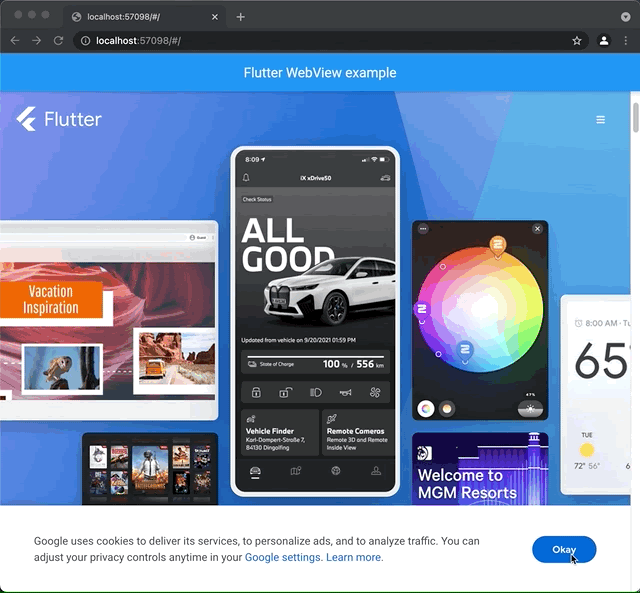 localhost:57098/#/
localhost:57098/#/
Flutter WebView example
Flutter
8:09
iX xDrive50
Check Status
ALL
GOOD
Updated from vehicle on 9/20/2021 01:59 PM
State of Charge
100 % / 556 km
Vehicle Finder
Karl-Dompert-Straße 7,
84130 Dingolfing
Remote Cameras
Remote 3D and Remote
Inside View
Guest
Vacation
Inspiration
47%
8:00 AM
65
TUE
72° 56°
Welcome to
MGM Resorts
Google uses cookies to deliver its services, to personalize ads, and to analyze traffic. You can
adjust your privacy controls anytime in your Google settings. Learn more.
Okay